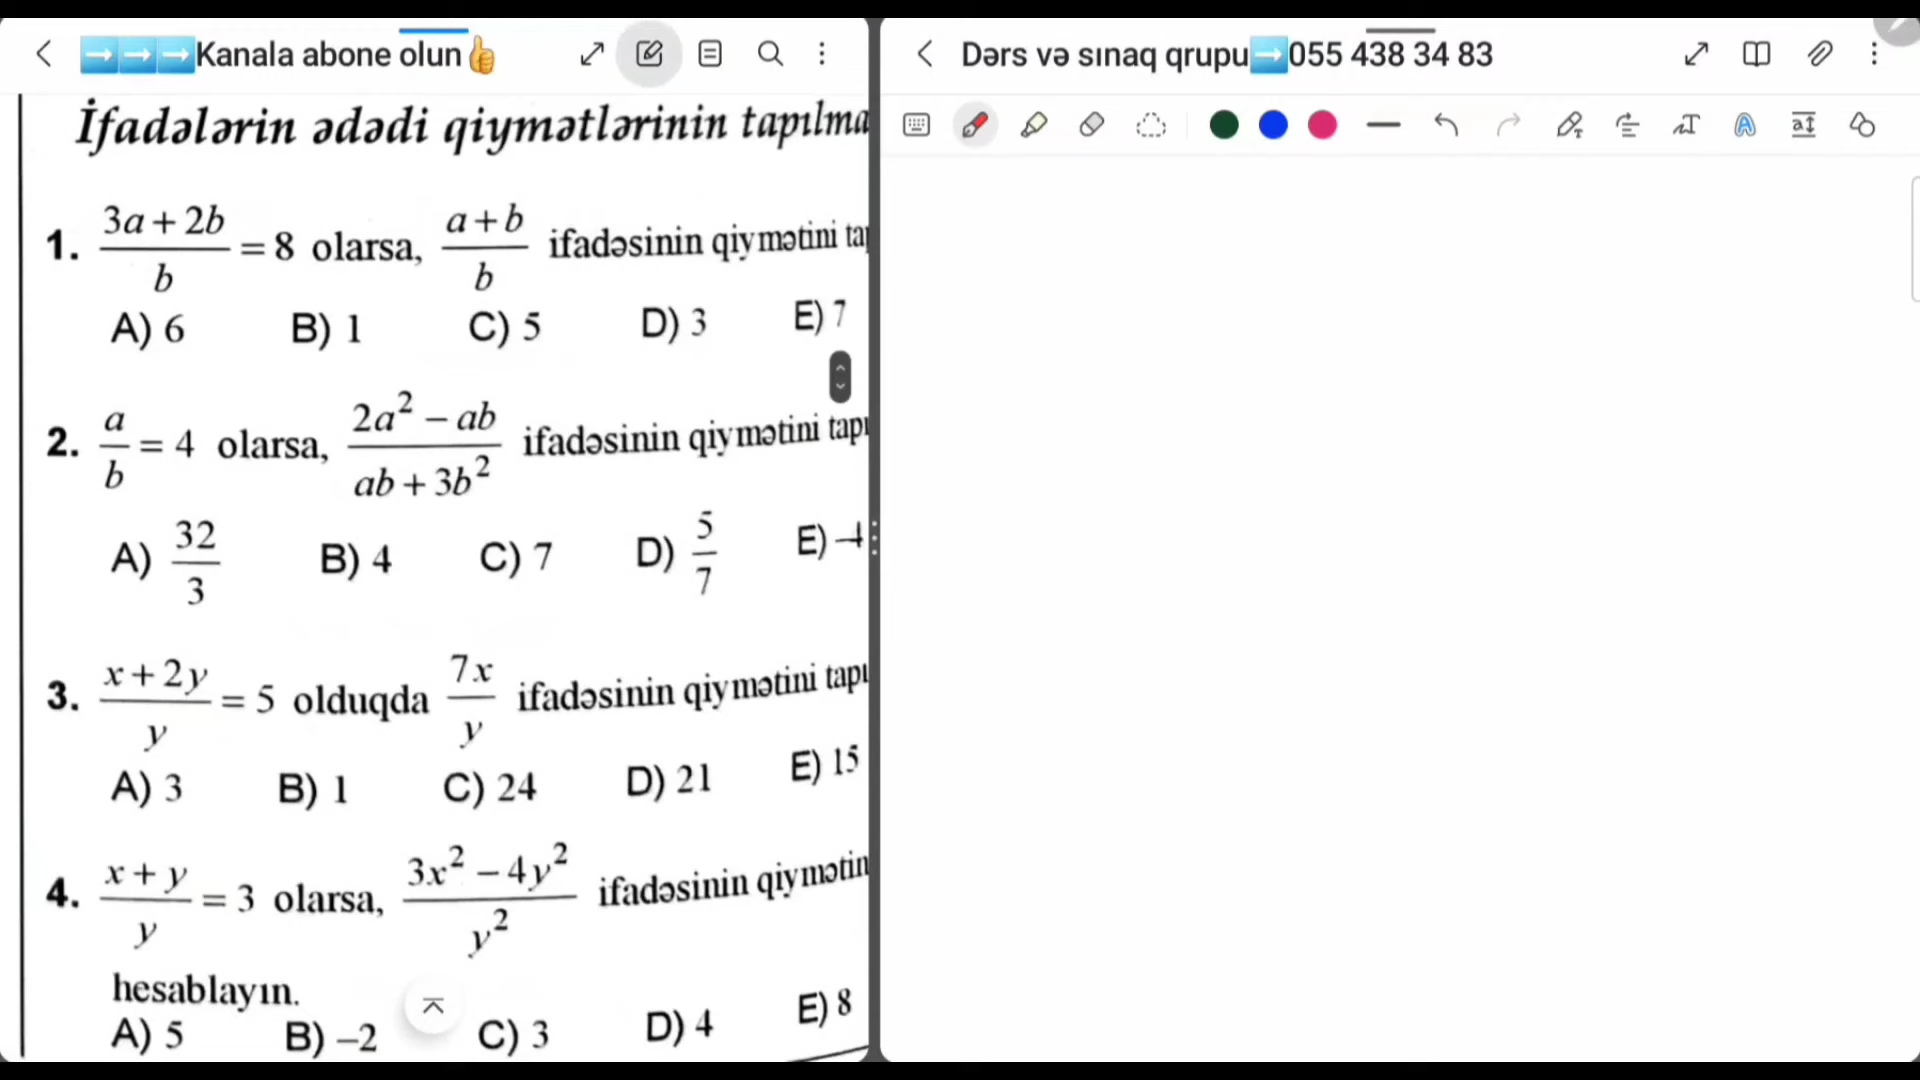 ➡️➡️➡️Kanala abone olun👍
Dərs və sınaq qrupu➡️055 438 34 83
İfadələrin ədədi qiymətlərinin tapılma
1. (3a + 2b)/b = 8 olarsa, (a + b)/b ifadəsinin qiymətini
A) 6 B) 1 C) 5 D) 3 E) 7
2. a/b = 4 olarsa, (2a² – ab)/(ab + 3b²) ifadəsinin qiymətini tapı
A) 32/3 B) 4 C) 7 D) 5/7 E) –4
3. (x + 2y)/y = 5 olduqda 7x/y ifadəsinin qiymətini tapı
A) 3 B) 1 C) 24 D) 21 E) 15
4. (x + y)/y = 3 olarsa, (3x² – 4y²)/y² ifadəsinin qiymətin
hesablayın.
A) 5 B) –2 C) 3 D) 4 E) 8